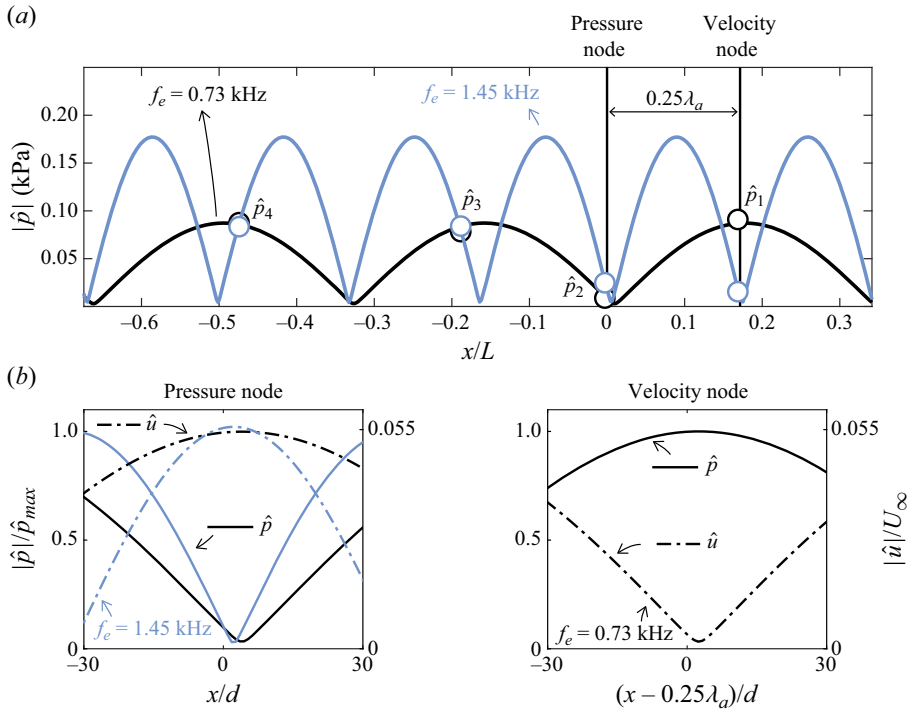 (a)
Pressure
node
Velocity
node
f_e = 0.73 kHz
f_e = 1.45 kHz
0.25λ_a
0.20
0.15
0.10
0.05
|p̂| (kPa)
p̂_4
p̂_3
p̂_2
p̂_1
–0.6 –0.5 –0.4 –0.3 –0.2 –0.1 0 0.1 0.2 0.3
x/L
(b)
Pressure node
1.0
0.5
0
|p̂|/p̂_max
û
p̂
f_e = 1.45 kHz
0.055
0
–30 0 30
x/d
Velocity node
1.0
0.5
0
p̂
û
f_e = 0.73 kHz
0.055
0
|û|/U_∞
–30 0 30
(x – 0.25λ_a)/d